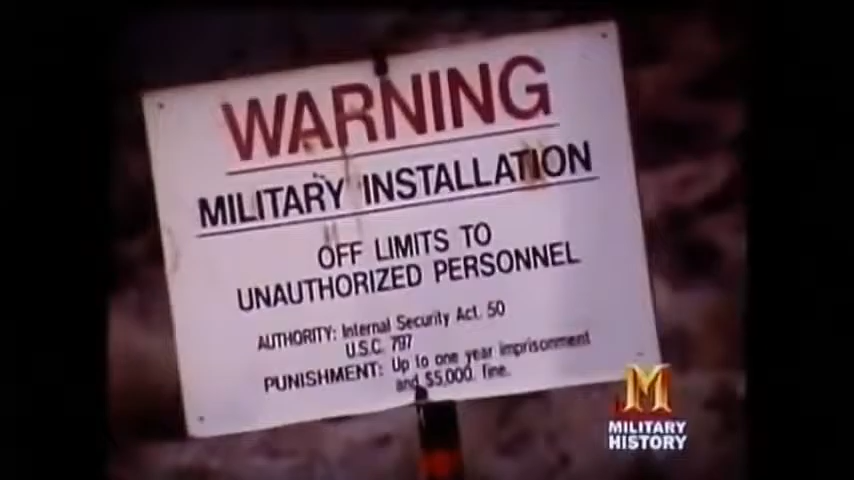 WARNING
MILITARY INSTALLATION
OFF LIMITS TO
UNAUTHORIZED PERSONNEL
AUTHORITY: Internal Security Act. 50
U.S.C. 797
PUNISHMENT: Up to one year imprisonment
and $5,000. fine.
M
MILITARY
HISTORY